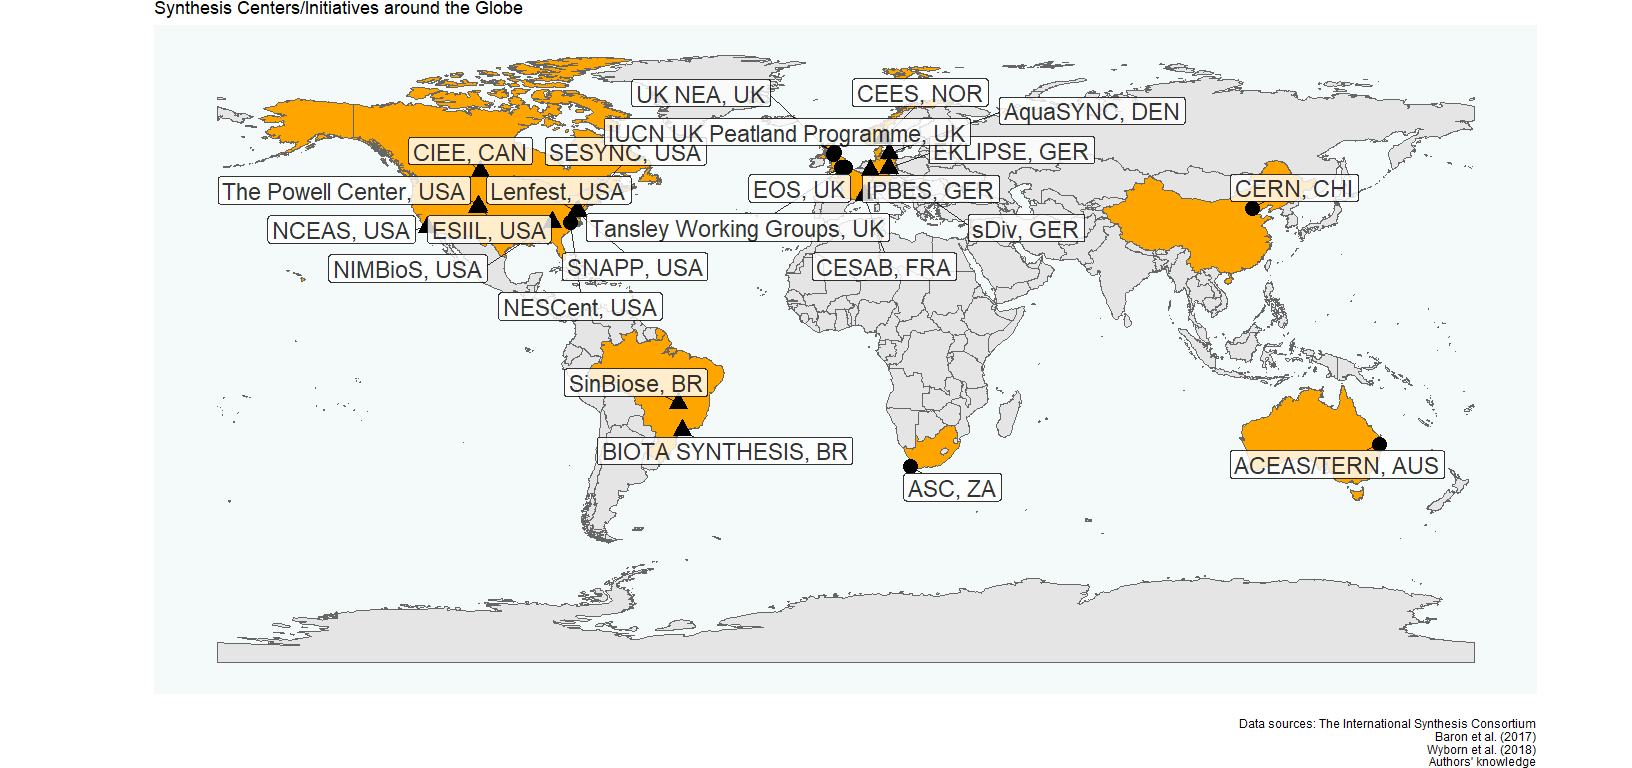 Synthesis Centers/Initiatives around the Globe
UK NEA, UK
CEES, NOR
AquaSYNC, DEN
IUCN UK Peatland Programme, UK
CIEE, CAN
SESYNC, USA
EKLIPSE, GER
The Powell Center, USA
Lenfest, USA
EOS, UK
IPBES, GER
CERN, CHI
NCEAS, USA
ESIIL, USA
Tansley Working Groups, UK
sDiv, GER
NIMBioS, USA
SNAPP, USA
CESAB, FRA
NESCent, USA
SinBiose, BR
BIOTA SYNTHESIS, BR
ACEAS/TERN, AUS
ASC, ZA
Data sources: The International Synthesis Consortium
Baron et al. (2017)
Wyborn et al. (2018)
Authors' knowledge